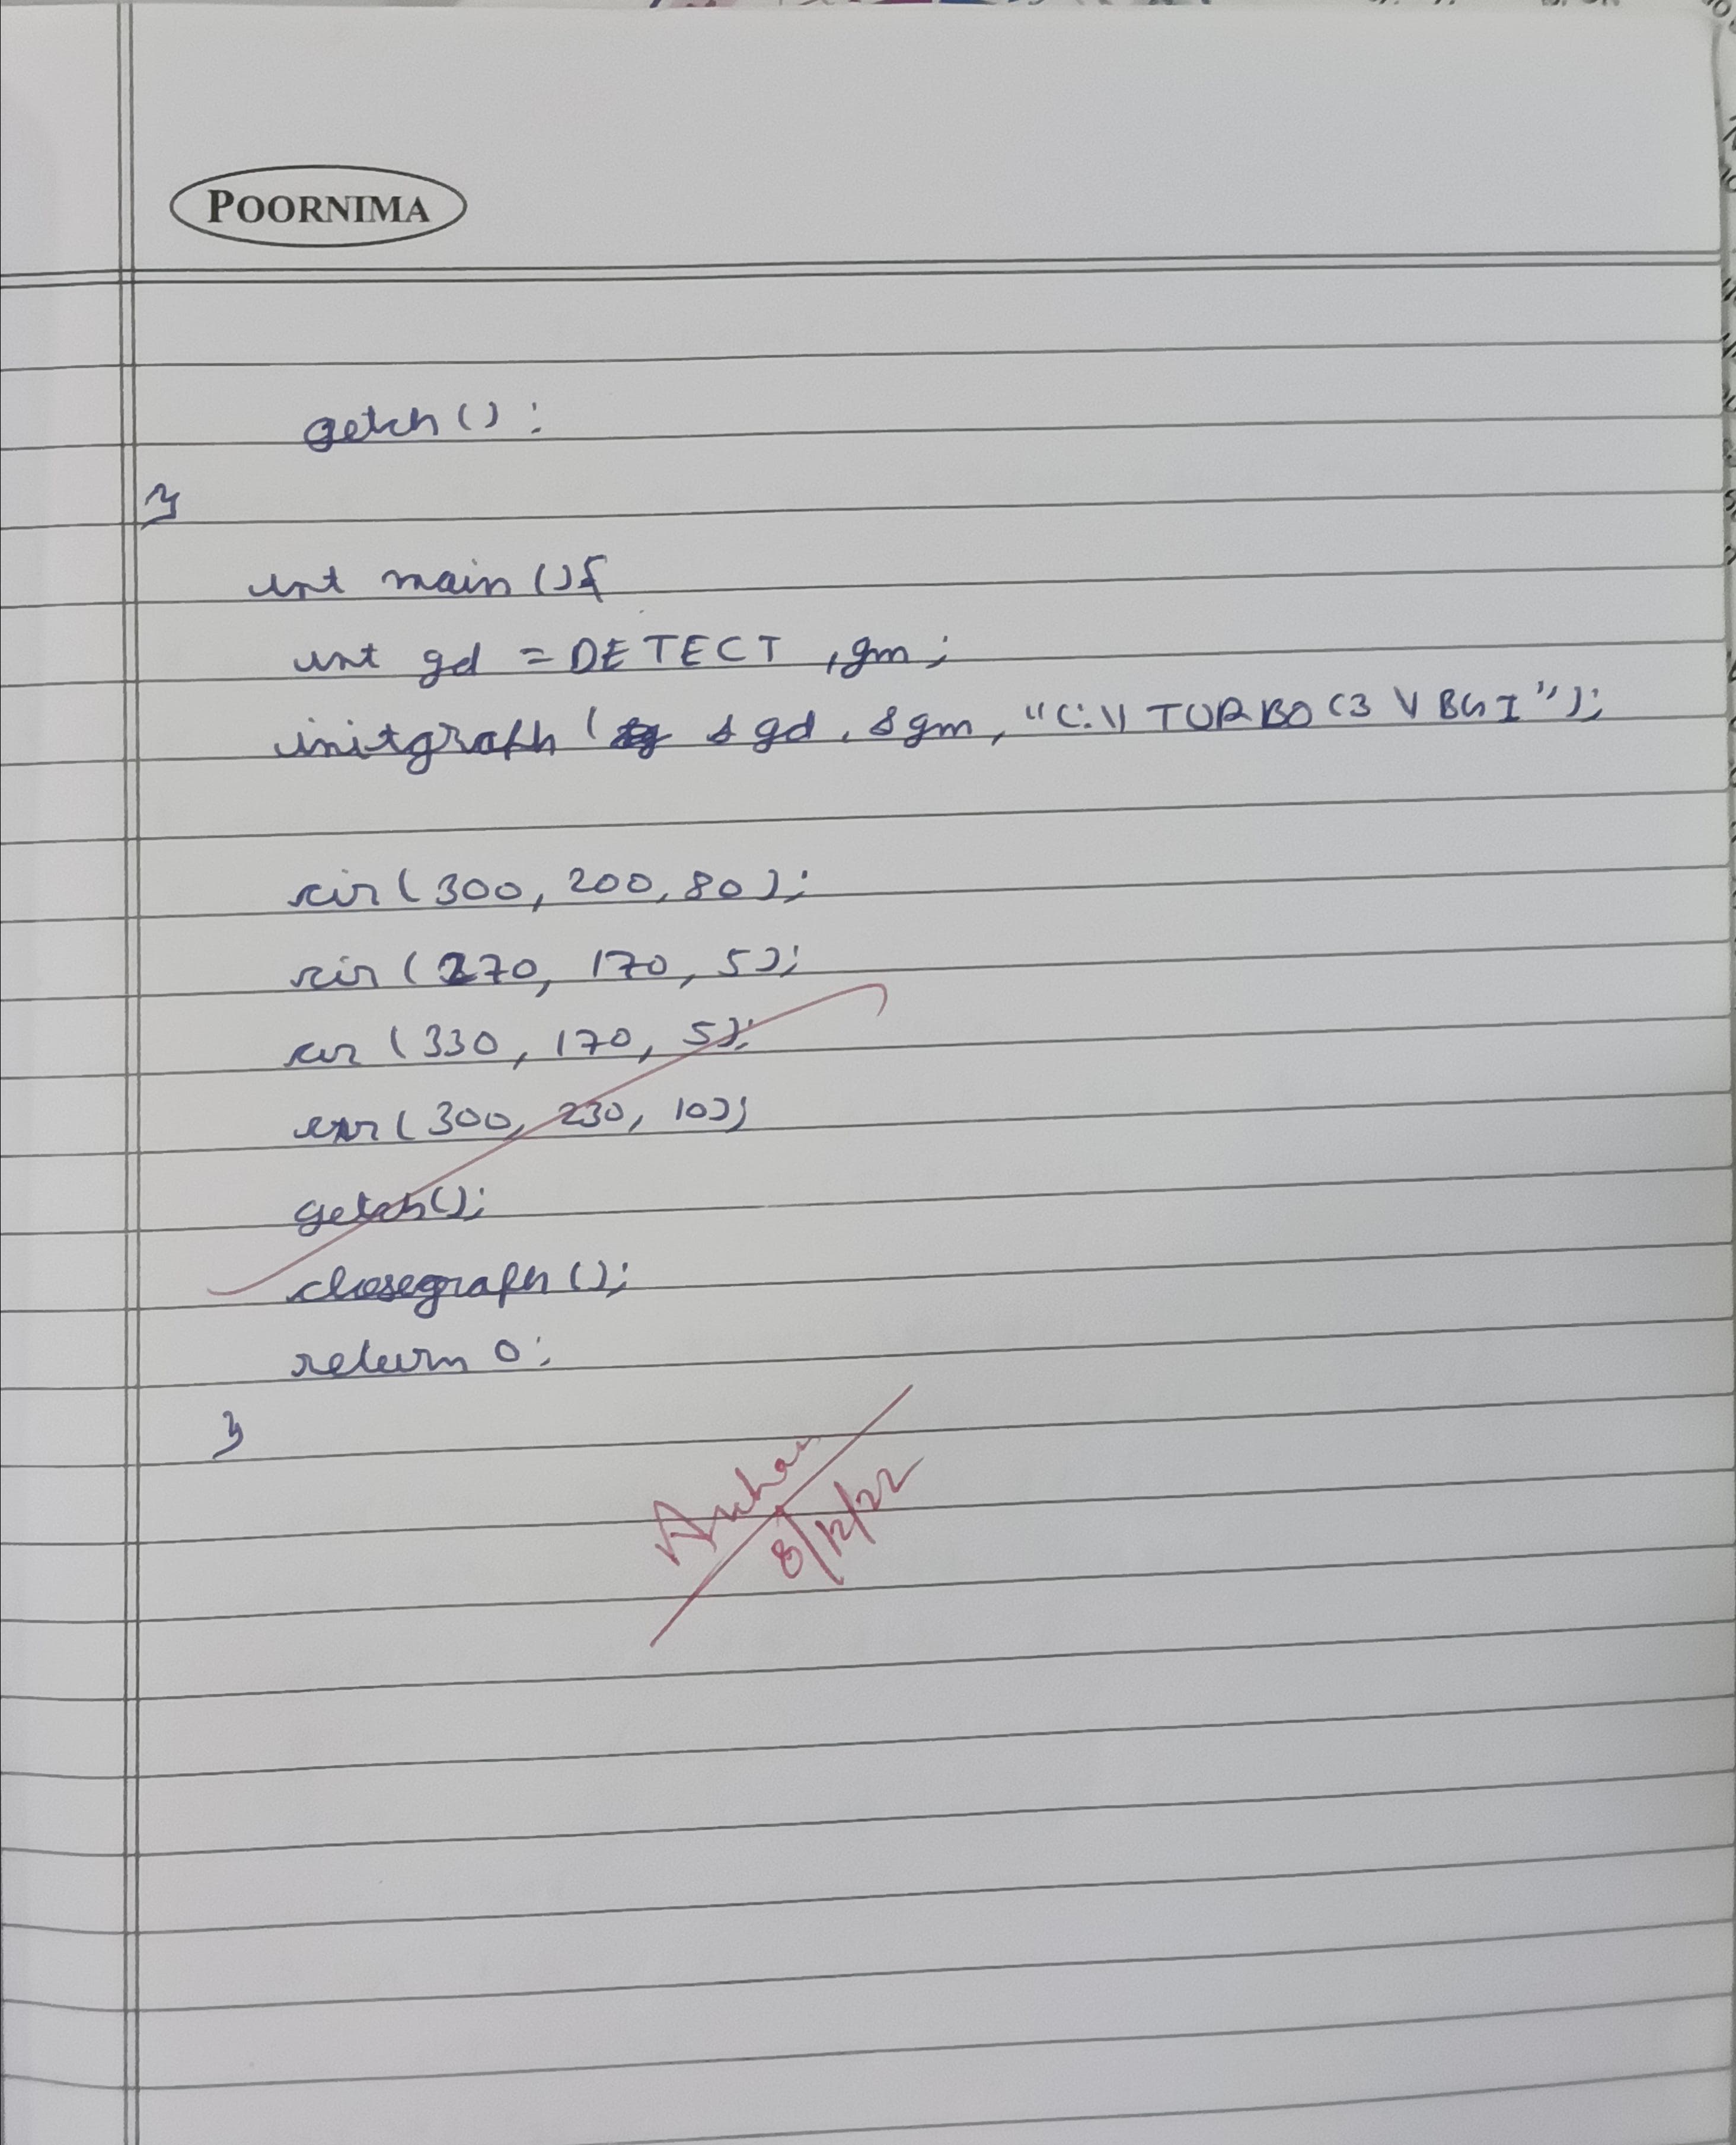 POORNIMA
getch();
}
int main(){
int gd = DETECT ,gm;
initgraph ( &gd, &gm, "C:\\TURBOC3\\BGI");
cir(300, 200, 80);
cir(270, 170, 5);
cir(330, 170, 5);
cir(300, 230, 10);
getch();
closegraph();
return 0;
}
8/12/22